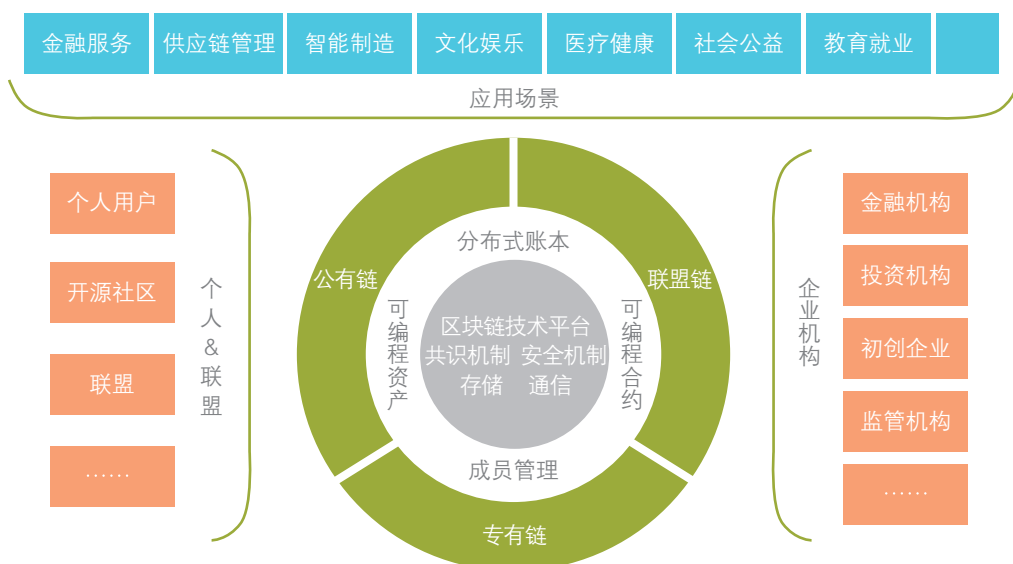 金融服务
供应链管理
智能制造
文化娱乐
医疗健康
社会公益
教育就业
应用场景
个人用户
开源社区
联盟
……
个人&联盟
公有链
联盟链
专有链
分布式账本
可编程资产
可编程合约
成员管理
区块链技术平台
共识机制 安全机制
存储 通信
企业机构
金融机构
投资机构
初创企业
监管机构
……